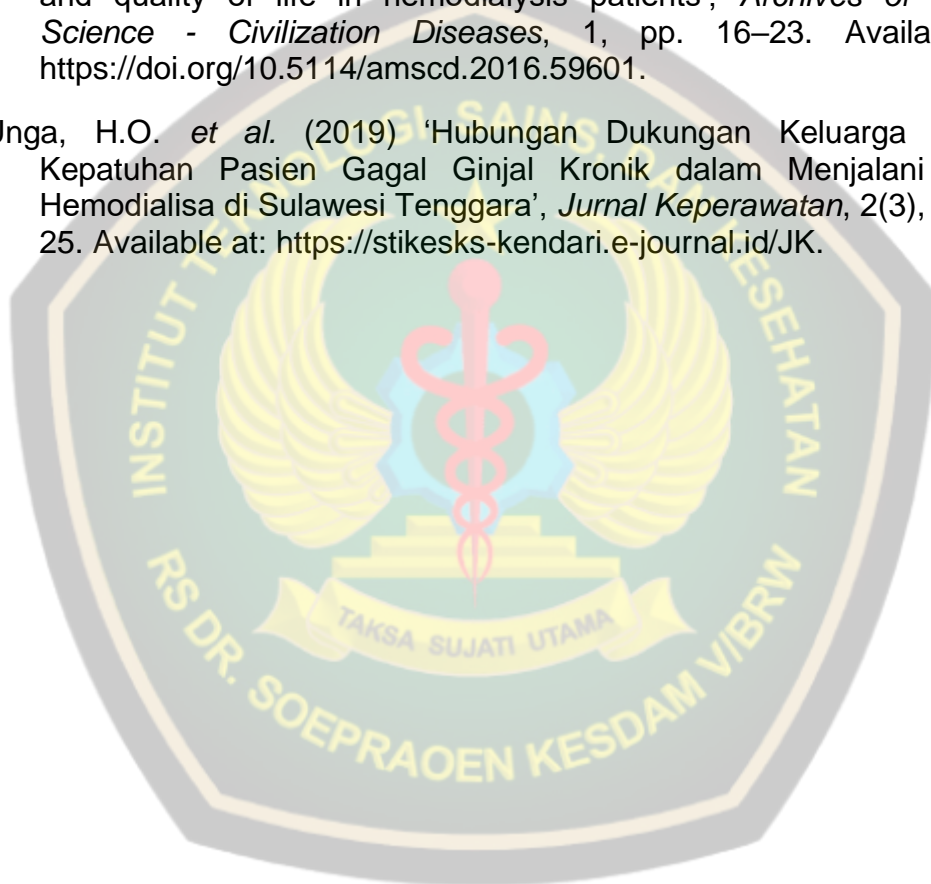 and quality of life in hemodialysis patients', Archives of
Science - Civilization Diseases, 1, pp. 16–23. Availa
https://doi.org/10.5114/amscd.2016.59601.
Unga, H.O. et al. (2019) 'Hubungan Dukungan Keluarga
Kepatuhan Pasien Gagal Ginjal Kronik dalam Menjalani
Hemodialisa di Sulawesi Tenggara', Jurnal Keperawatan, 2(3),
25. Available at: https://stikesks-kendari.e-journal.id/JK.
INSTITUT TEKNOLOGI, SAINS, DAN KESEHATAN
TAKSA SUJATI UTAMA
RS DR. SOEPRAOEN KESDAM V/BRW